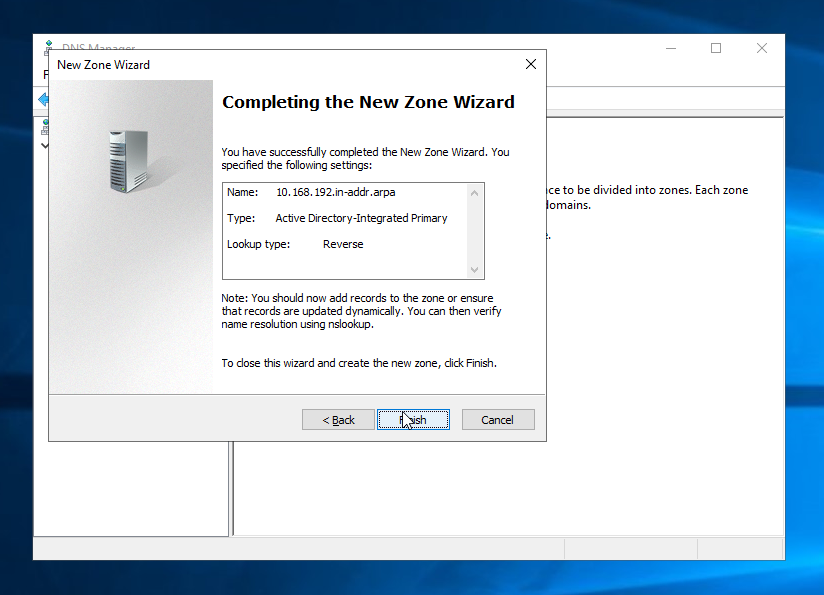 DNS Manager
New Zone Wizard
F
Completing the New Zone Wizard
You have successfully completed the New Zone Wizard. You
specified the following settings:
Name: 10.168.192.in-addr.arpa
Type: Active Directory-Integrated Primary
Lookup type: Reverse
ce to be divided into zones. Each zone
domains.
e.
Note: You should now add records to the zone or ensure
that records are updated dynamically. You can then verify
name resolution using nslookup.
To close this wizard and create the new zone, click Finish.
< Back
Finish
Cancel